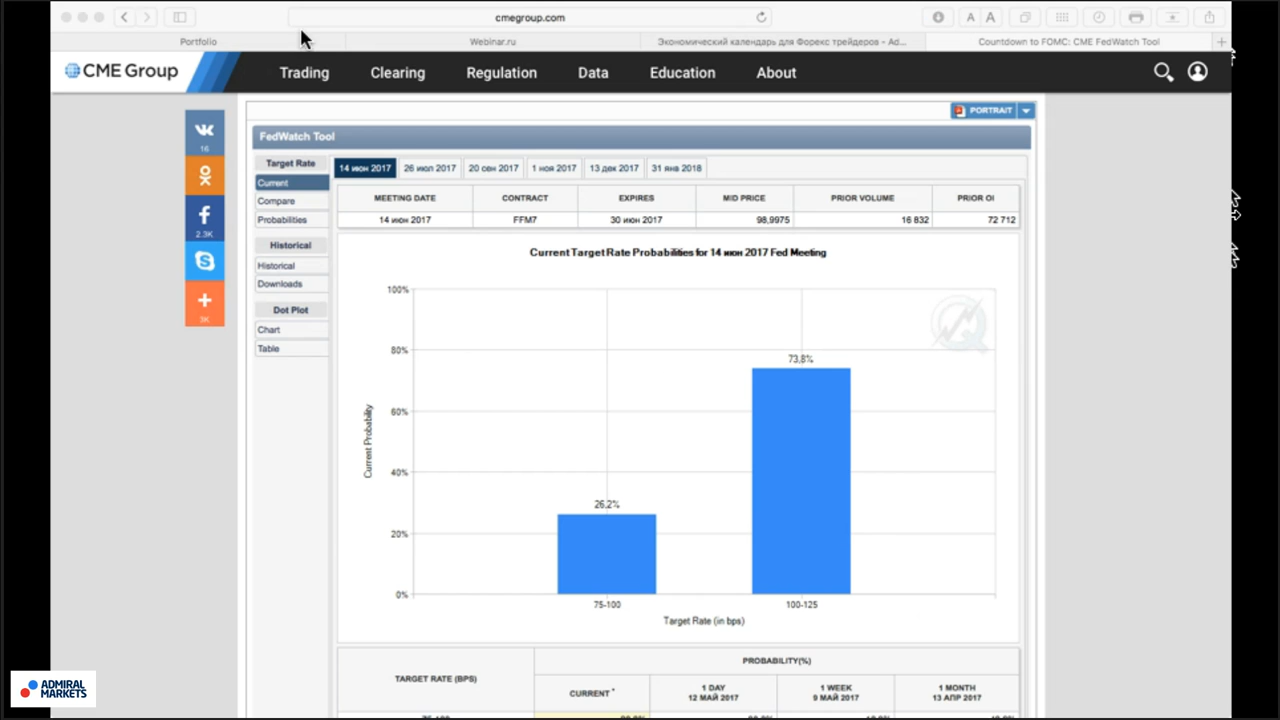 cmegroup.com
A A
Portfolio
Webinar.ru
Экономический календарь для Форекс трейдеров - Ad...
Countdown to FOMC: CME FedWatch Tool
CME Group
Trading
Clearing
Regulation
Data
Education
About
PORTRAIT
16
2.3K
3K
FedWatch Tool
Target Rate
Current
Compare
Probabilities
Historical
Historical
Downloads
Dot Plot
Chart
Table
14 июн 2017
26 июл 2017
20 сен 2017
1 ноя 2017
13 дек 2017
31 янв 2018
MEETING DATE CONTRACT EXPIRES MID PRICE PRIOR VOLUME PRIOR OI
14 июн 2017 FFM7 30 июн 2017 98,9975 16 832 72 712
Current Target Rate Probabilities for 14 июн 2017 Fed Meeting
100%
80%
60%
40%
20%
0%
Current Probability
26,2%
73,8%
75-100
100-125
Target Rate (in bps)
TARGET RATE (BPS)
PROBABILITY(%)
CURRENT *
1 DAY
12 МАЙ 2017
1 WEEK
9 МАЙ 2017
1 MONTH
13 АПР 2017
ADMIRAL
MARKETS